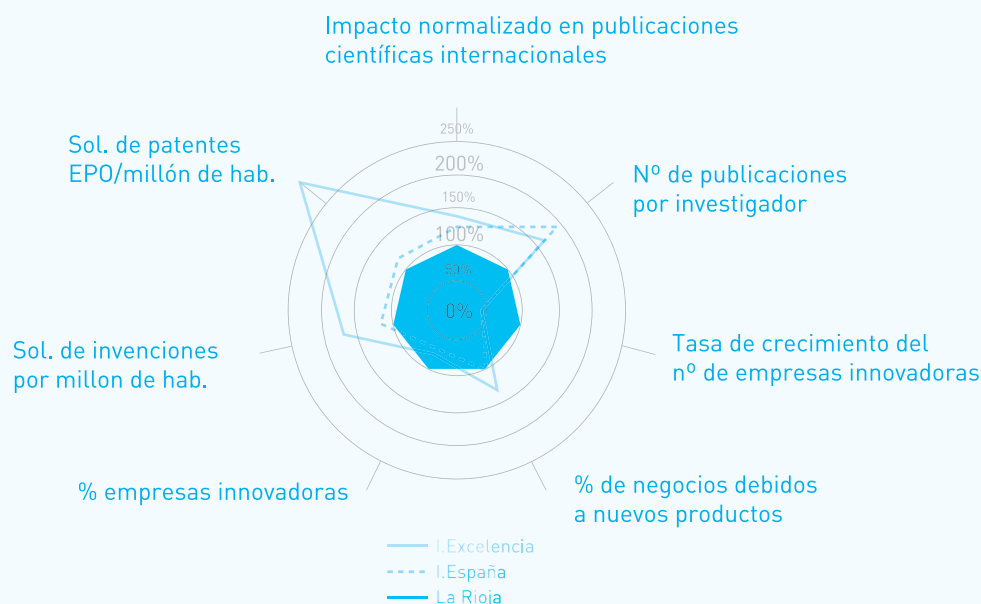 Impacto normalizado en publicaciones
científicas internacionales
Sol. de patentes
EPO/millón de hab.
Nº de publicaciones
por investigador
250%
200%
150%
100%
50%
0%
Sol. de invenciones
por millon de hab.
Tasa de crecimiento del
nº de empresas innovadoras
% empresas innovadoras
% de negocios debidos
a nuevos productos
I.Excelencia
I.España
La Rioja